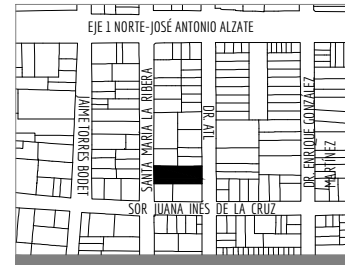 EJE 1 NORTE-JOSÉ ANTONIO ALZATE
JAIME TORRES BODET
SANTA MARIA LA RIBERA
DR. ATL
DR. ENRIQUE GONZÁLEZ
MARTÍNEZ
SOR JUANA INÉS DE LA CRUZ